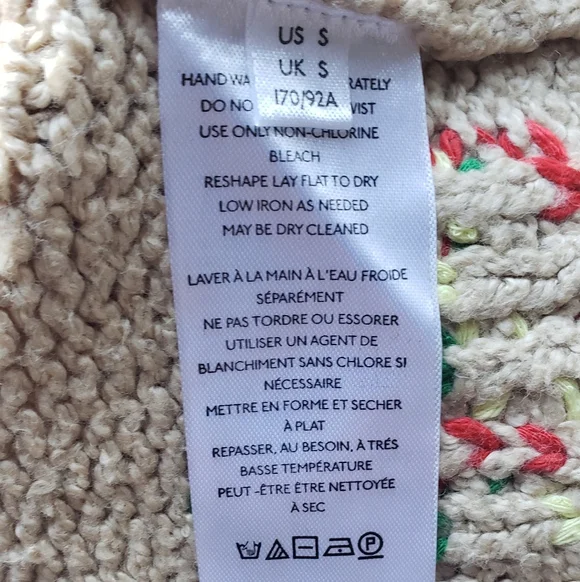 US S
UK S
170/92A
HAND WA RATELY
DO NO WIST
USE ONLY NON-CHLORINE
BLEACH
RESHAPE LAY FLAT TO DRY
LOW IRON AS NEEDED
MAY BE DRY CLEANED
LAVER À LA MAIN À L'EAU FROIDE
SÉPARÉMENT
NE PAS TORDRE OU ESSORER
UTILISER UN AGENT DE
BLANCHIMENT SANS CHLORE SI
NÉCESSAIRE
METTRE EN FORME ET SECHER
À PLAT
REPASSER, AU BESOIN, À TRÉS
BASSE TEMPÉRATURE
PEUT -ÊTRE ÊTRE NETTOYÉE
À SEC
P